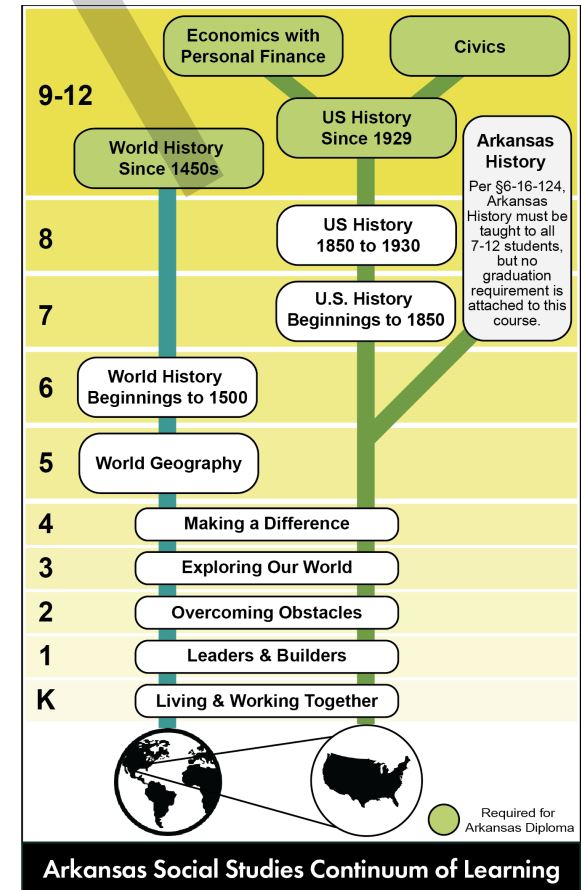 Economics with
Personal Finance
Civics
9-12
US History
Since 1929
World History
Since 1450s
Arkansas
History
Per §6-16-124,
Arkansas
History must be
taught to all
7-12 students,
but no
graduation
requirement is
attached to this
course.
8
US History
1850 to 1930
7
U.S. History
Beginnings to 1850
6
World History
Beginnings to 1500
5
World Geography
4
Making a Difference
3
Exploring Our World
2
Overcoming Obstacles
1
Leaders & Builders
K
Living & Working Together
Required for
Arkansas Diploma
Arkansas Social Studies Continuum of Learning